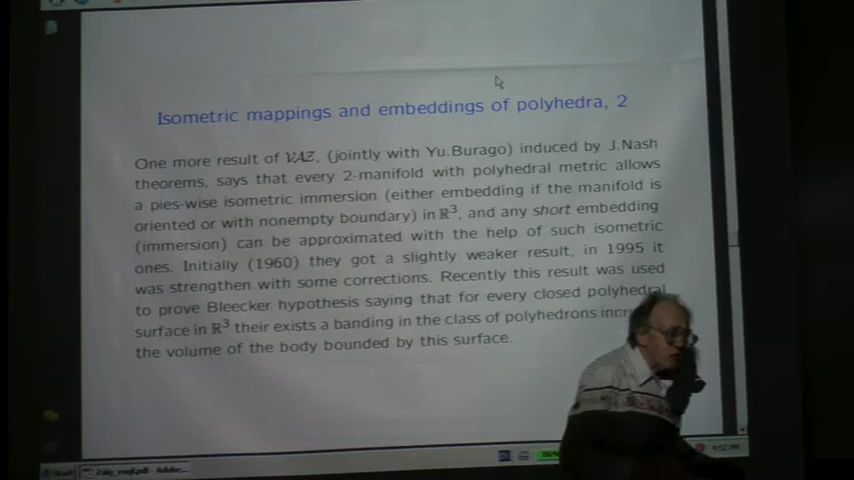 Isometric mappings and embeddings of polyhedra, 2
One more result of VAZ, (jointly with Yu.Burago) induced by J.Nash
theorems, says that every 2-manifold with polyhedral metric allows
a pies-wise isometric immersion (either embedding if the manifold is
oriented or with nonempty boundary) in ℝ³, and any short embedding
(immersion) can be approximated with the help of such isometric
ones. Initially (1960) they got a slightly weaker result, in 1995 it
was strengthen with some corrections. Recently this result was used
to prove Bleecker hypothesis saying that for every closed polyhedral
surface in ℝ³ their exists a banding in the class of polyhedrons
the volume of the body bounded by this surface.
4:52 PM